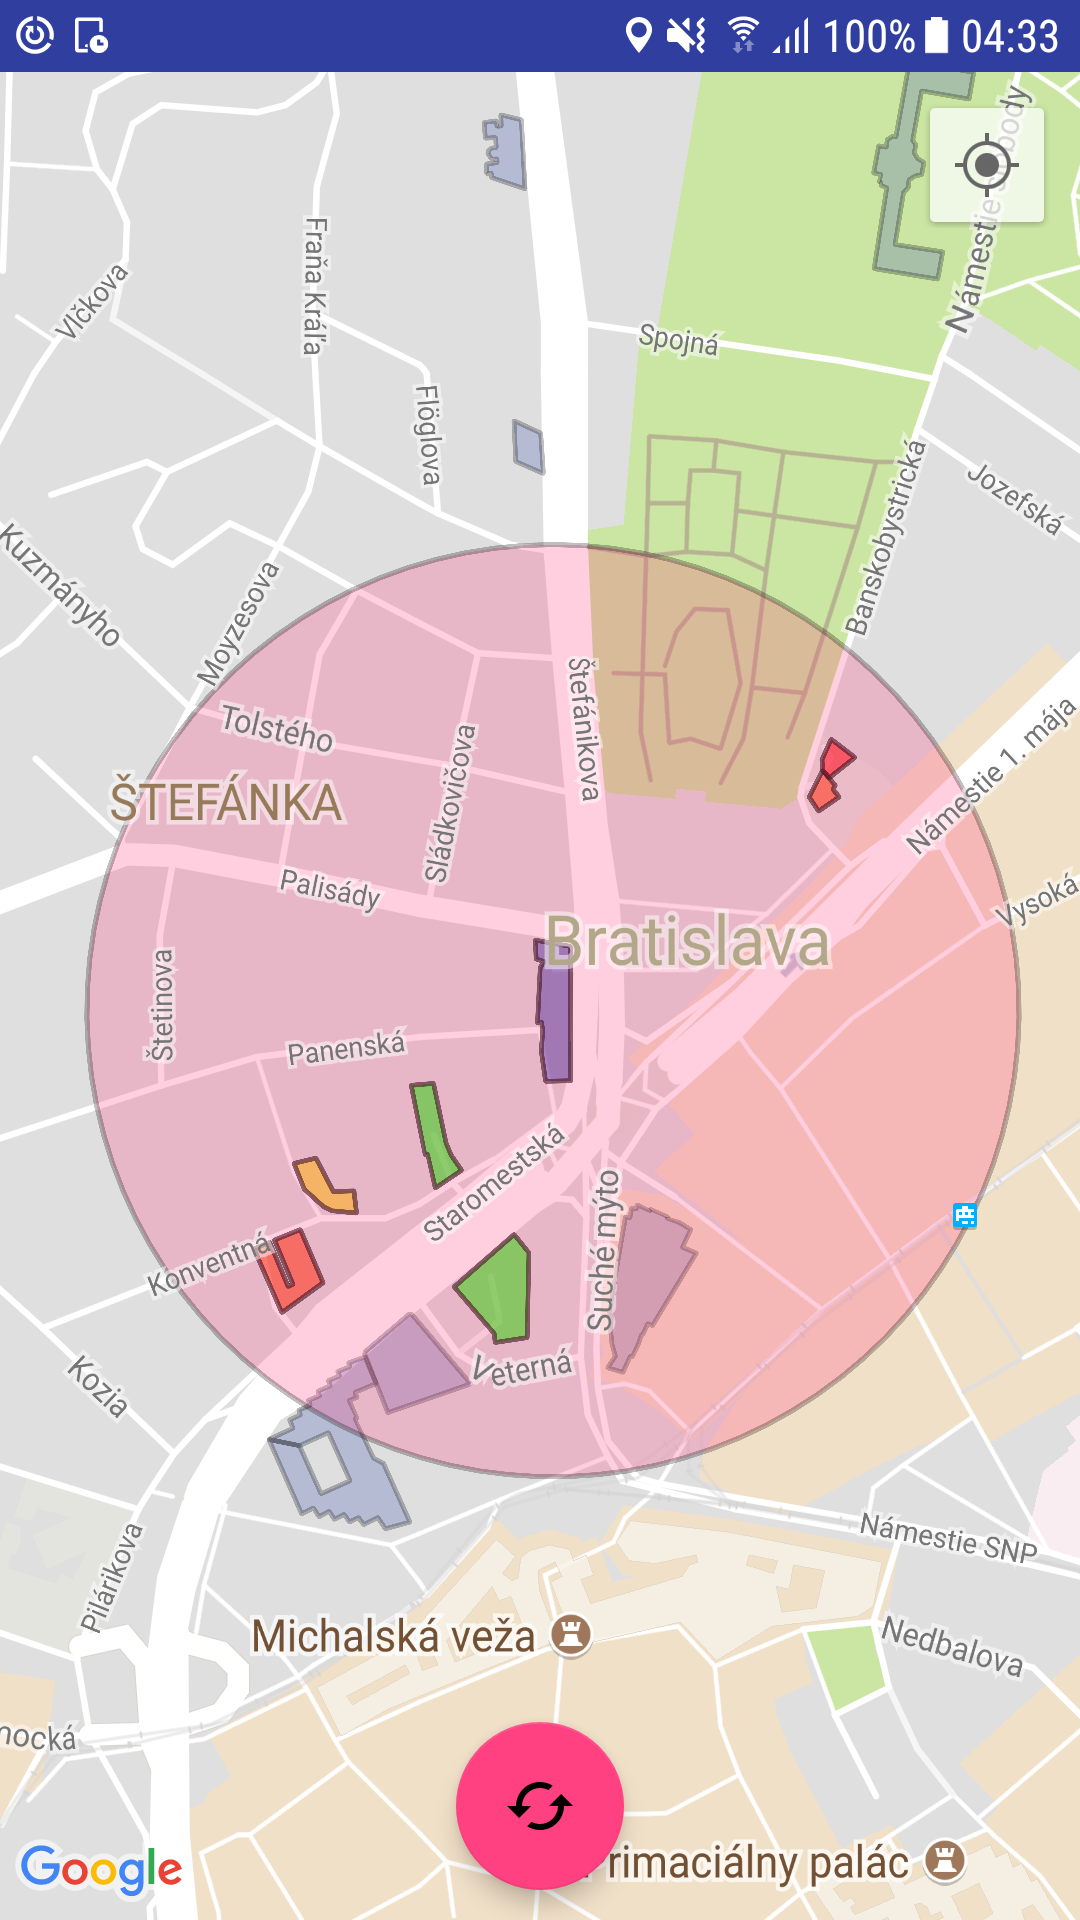 100% 04:33
Námestie slobody
Fraňa Kráľa
Vlčkova
Spojná
Flöglova
Banskobystrická
Jozefská
Kuzmányho
Moyzesova
Štefánikova
Tolstého
Sládkovičova
Námestie 1. mája
ŠTEFÁNKA
Palisády
Vysoká
Bratislava
Štetinova
Panenská
Staromestská
Suché mýto
Konventná
Veterná
Kozia
Námestie SNP
Pilárikova
Michalská veža
Nedbalova
mocká
Google
Primaciálny palác